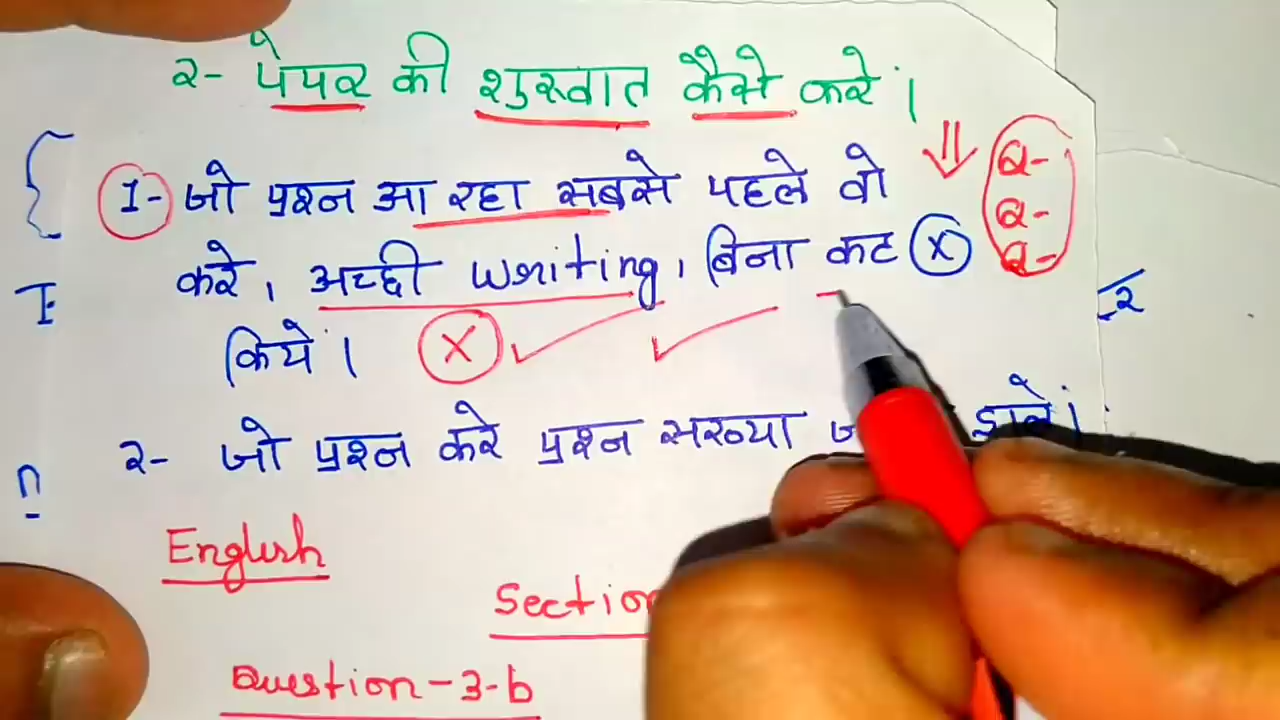 २- पेपर की शुरुवात कैसे करे।
1- जो प्रश्न आ रहा सबसे पहले वो
करे, अच्छी writing, बिना कट
किये।
२- जो प्रश्न करे प्रश्न सख्या डाले।
English
Section
Question-3-b